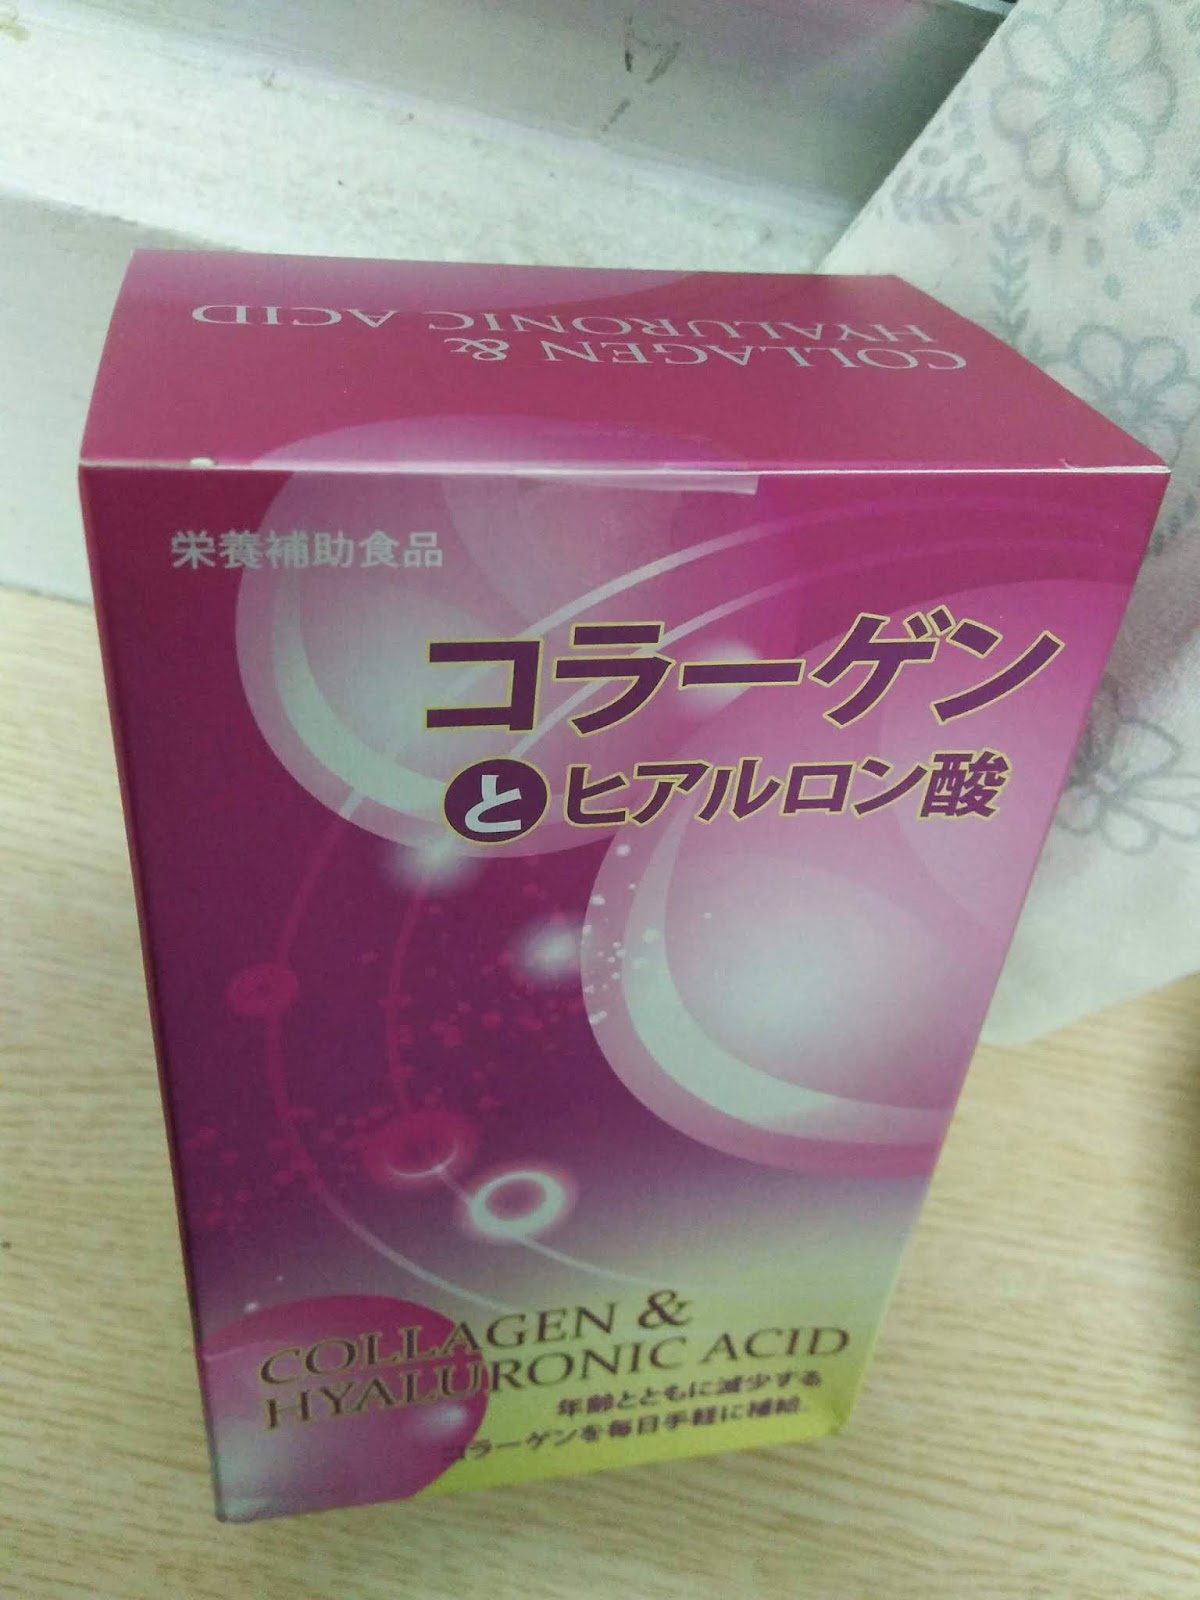 COLLAGEN &
HYALURONIC ACID
栄養補助食品
コラーゲン
とヒアルロン酸
COLLAGEN &
HYALURONIC ACID
年齢とともに減少する
コラーゲンを毎日手軽に補給。